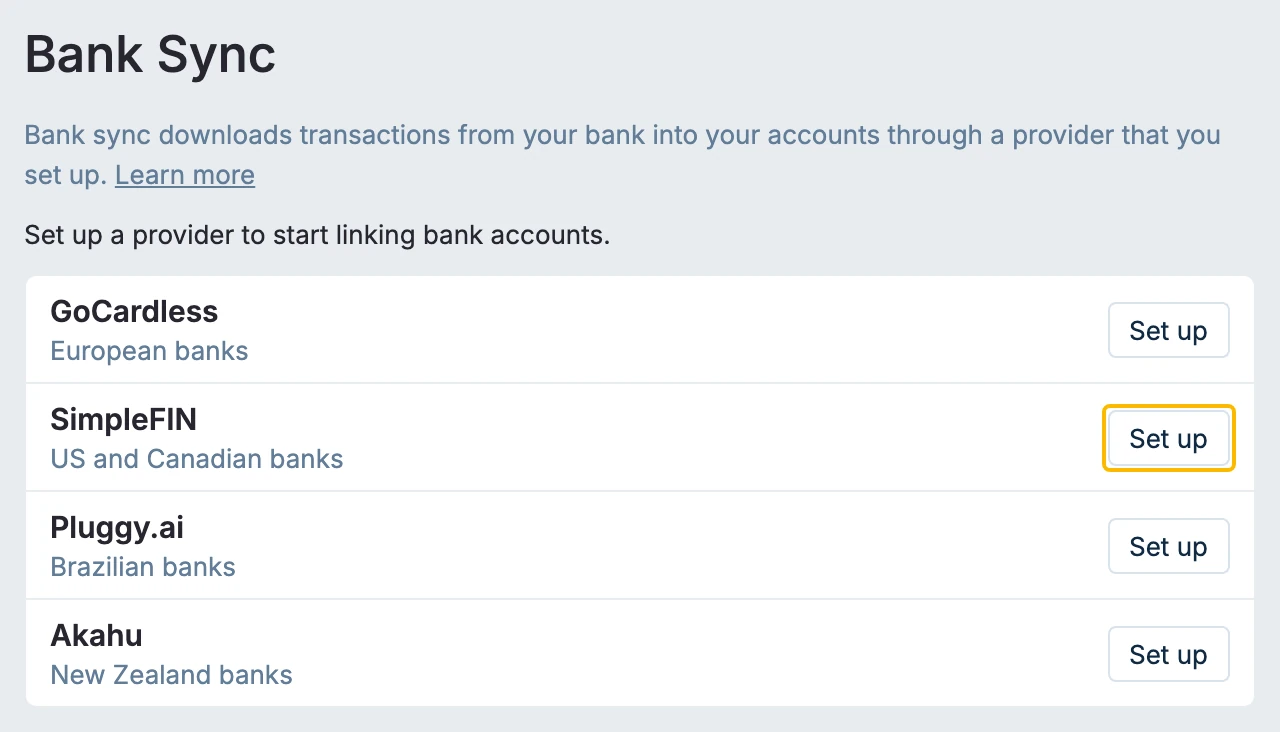 Bank Sync
Bank sync downloads transactions from your bank into your accounts through a provider that you
set up. Learn more
Set up a provider to start linking bank accounts.
GoCardless
European banks
Set up
SimpleFIN
US and Canadian banks
Set up
Pluggy.ai
Brazilian banks
Set up
Akahu
New Zealand banks
Set up